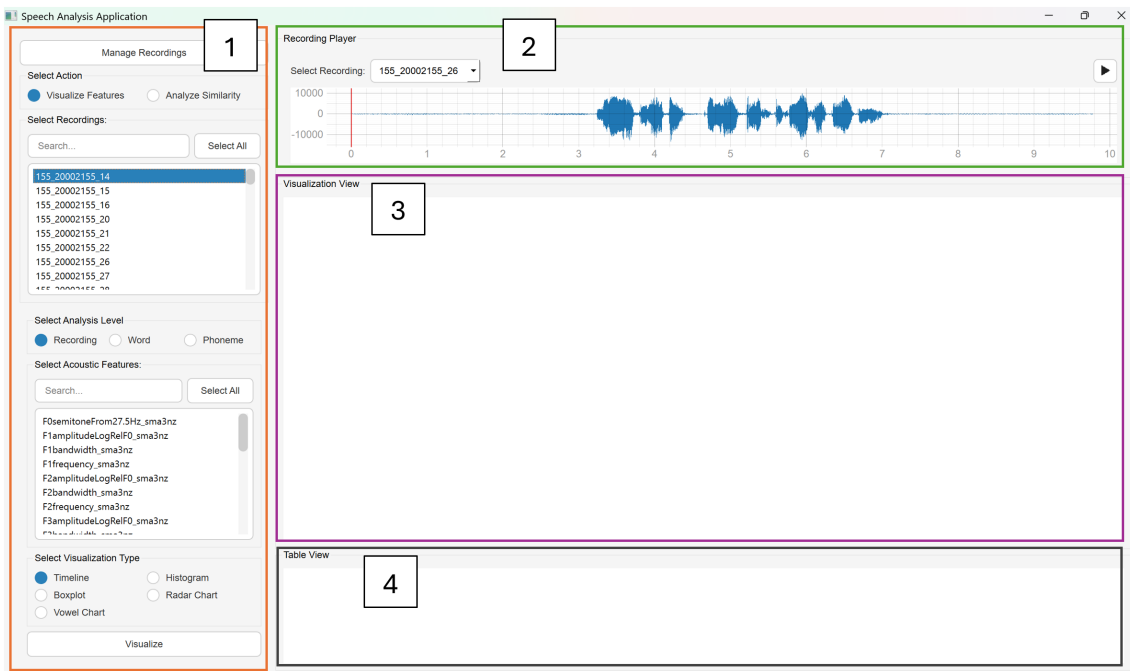 Speech Analysis Application
1
Manage Recordings
Select Action
Visualize Features Analyze Similarity
Select Recordings:
Search... Select All
155_20002155_14
155_20002155_15
155_20002155_16
155_20002155_20
155_20002155_21
155_20002155_22
155_20002155_26
155_20002155_27
Select Analysis Level
Recording Word Phoneme
Select Acoustic Features:
Search... Select All
F0semitoneFrom27.5Hz_sma3nz
F1amplitudeLogRelF0_sma3nz
F1bandwidth_sma3nz
F1frequency_sma3nz
F2amplitudeLogRelF0_sma3nz
F2bandwidth_sma3nz
F2frequency_sma3nz
F3amplitudeLogRelF0_sma3nz
Select Visualization Type
Timeline Histogram
Boxplot Radar Chart
Vowel Chart
Visualize
Recording Player
2
Select Recording: 155_20002155_26
10000
0
-10000
0 1 2 3 4 5 6 7 8 9 10
Visualization View
3
Table View
4